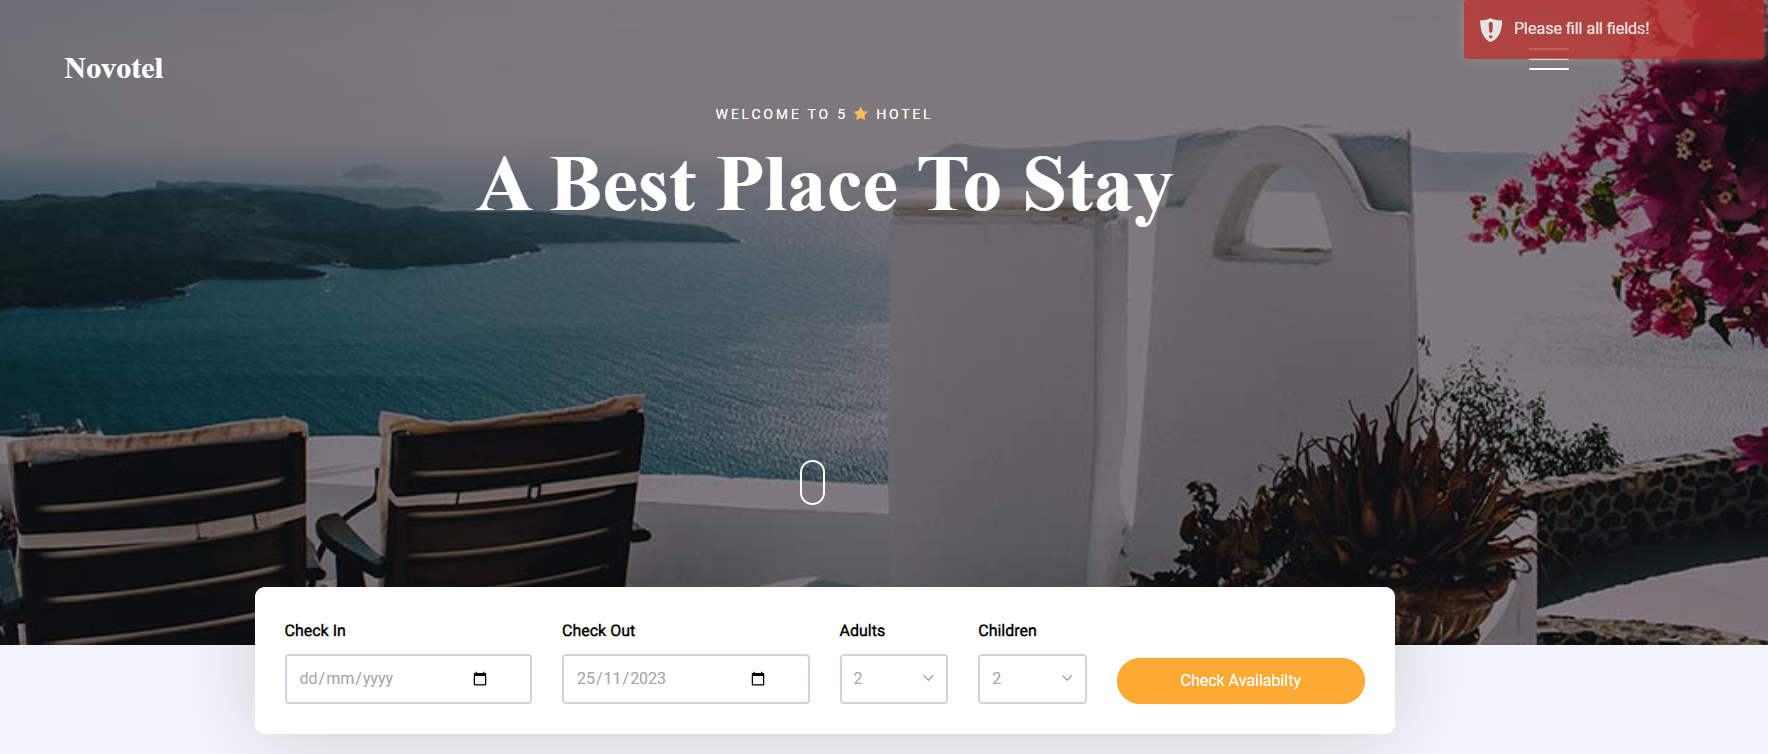 Please fill all fields!
Novotel
WELCOME TO 5 HOTEL
A Best Place To Stay
Check In
Check Out
Adults
Children
dd/mm/yyyy
25/11/2023
2
2
Check Availabilty